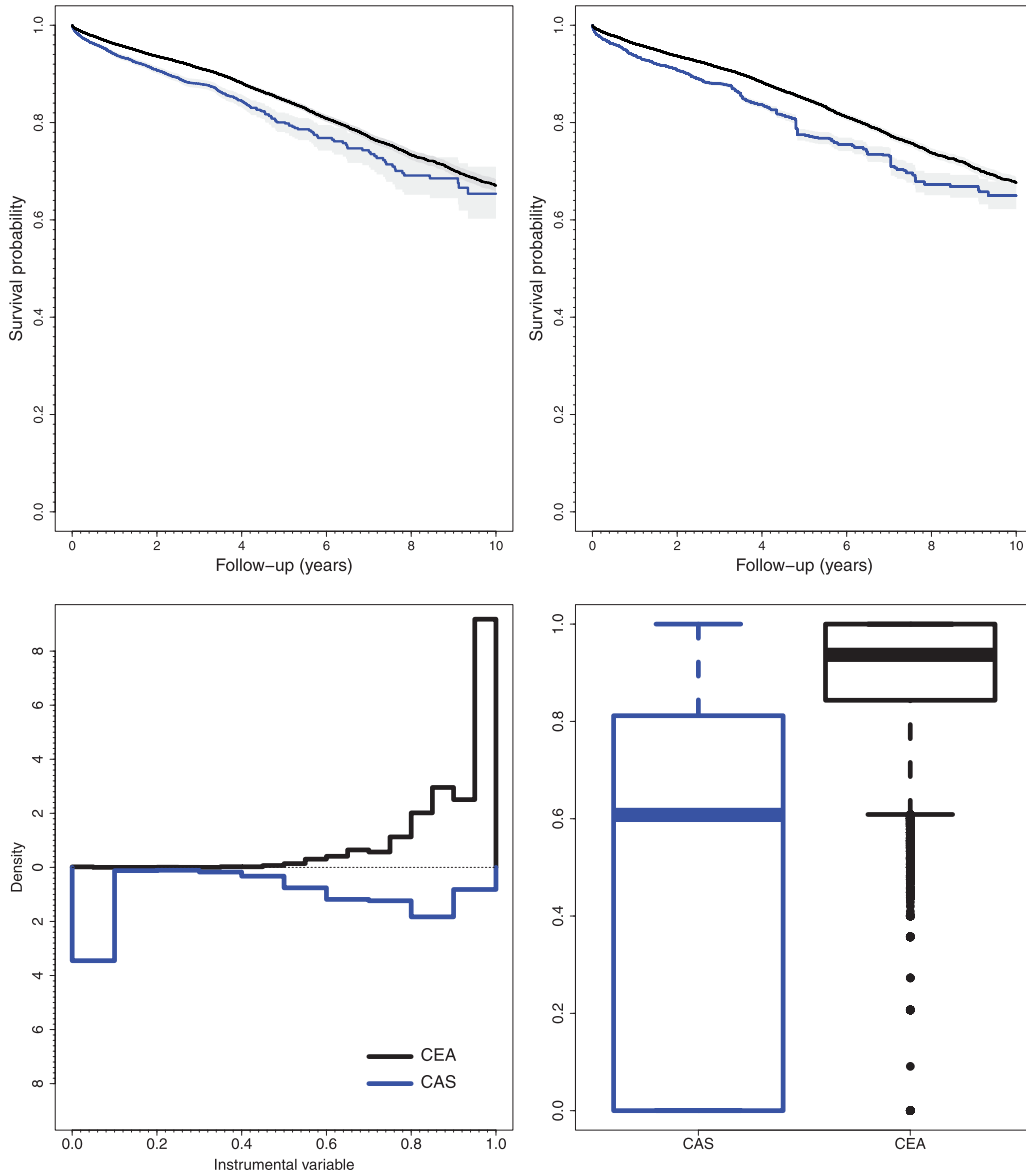 1.0
0.8
0.6
0.4
0.2
0.0
Survival probability
0 2 4 6 8 10
Follow−up (years)
1.0
0.8
0.6
0.4
0.2
0.0
Survival probability
0 2 4 6 8 10
Follow−up (years)
8
6
4
2
0
2
4
6
8
Density
CEA
CAS
0.0 0.2 0.4 0.6 0.8 1.0
Instrumental variable
1.0
0.8
0.6
0.4
0.2
0.0
CAS CEA